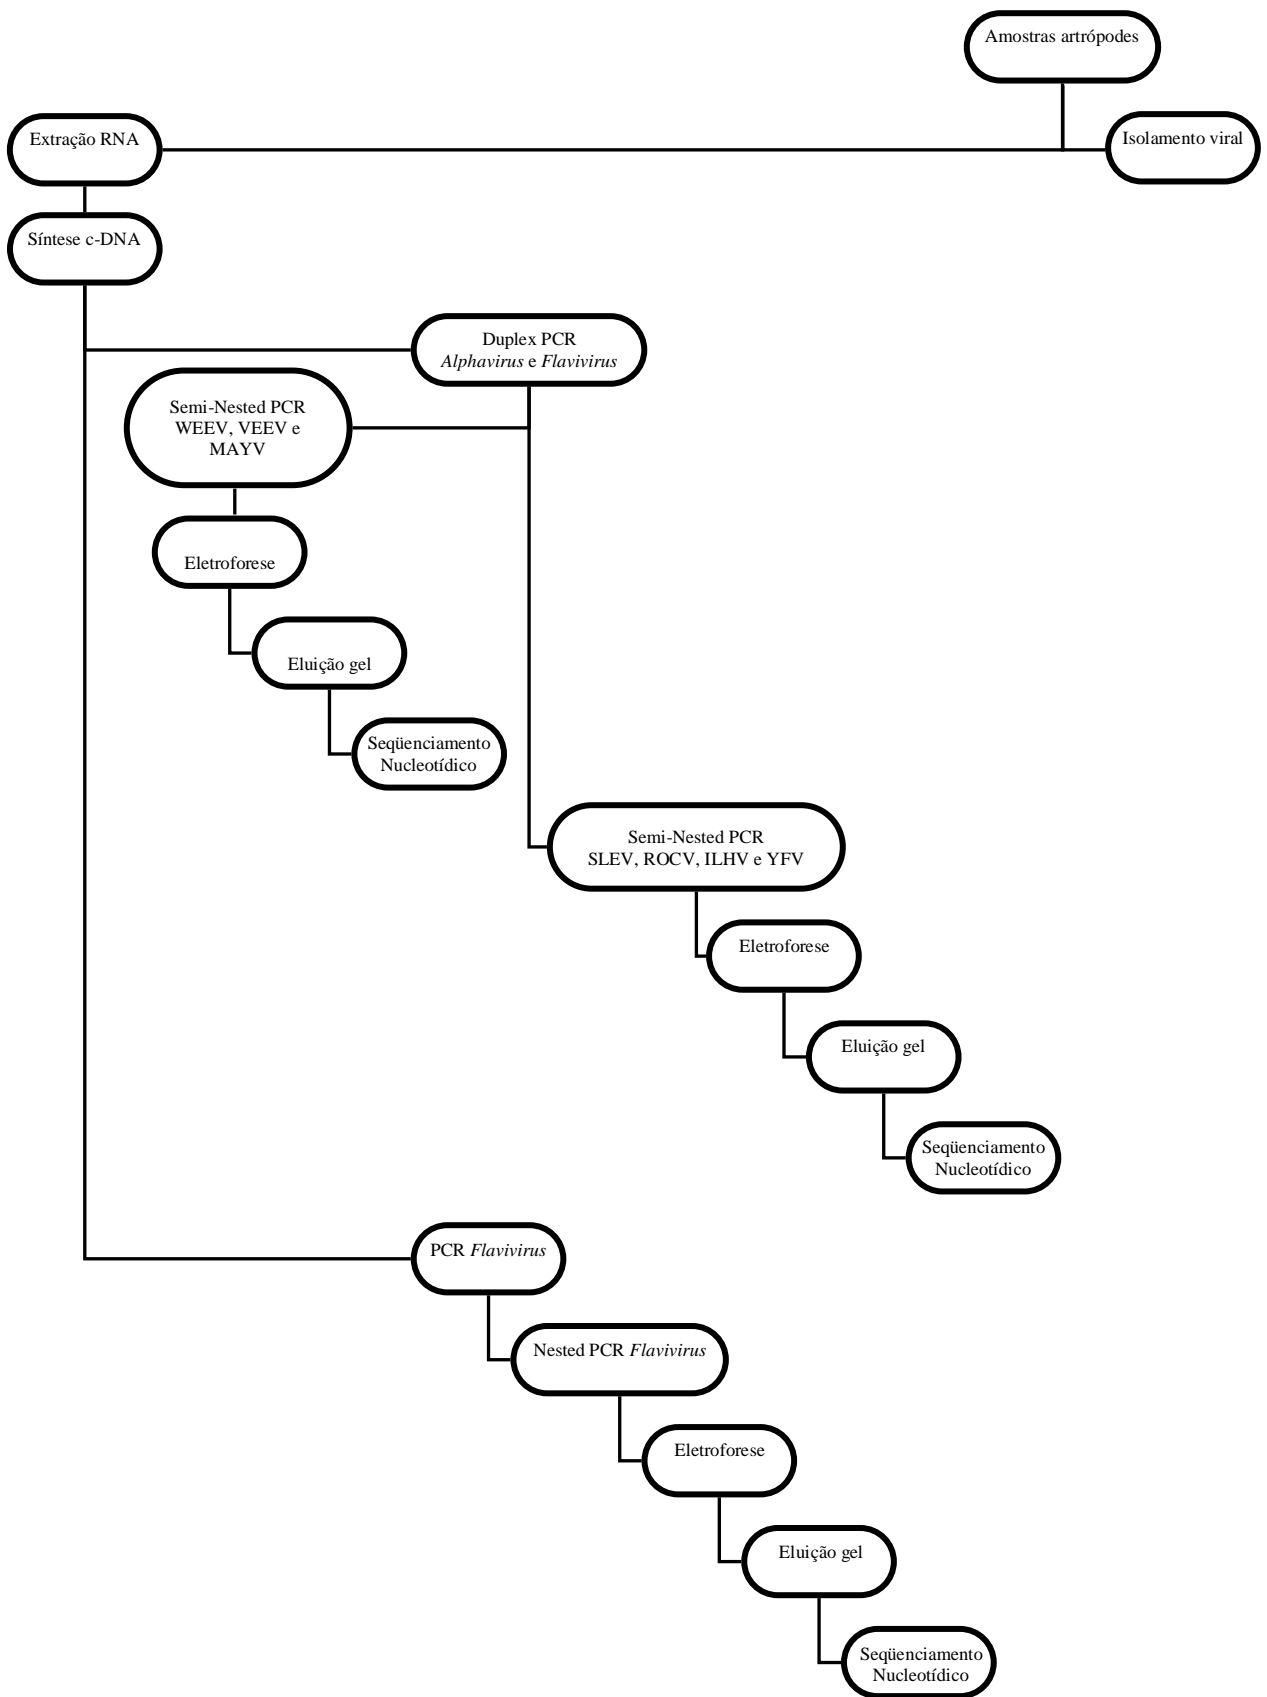 Amostras artrópodes
Extração RNA
Isolamento viral
Síntese c-DNA
Duplex PCR
Alphavirus e Flavivirus
Semi-Nested PCR
WEEV, VEEV e
MAYV
Eletroforese
Eluição gel
Seqüenciamento
Nucleotídico
Semi-Nested PCR
SLEV, ROCV, ILHV e YFV
Eletroforese
Eluição gel
Seqüenciamento
Nucleotídico
PCR Flavivirus
Nested PCR Flavivirus
Eletroforese
Eluição gel
Seqüenciamento
Nucleotídico